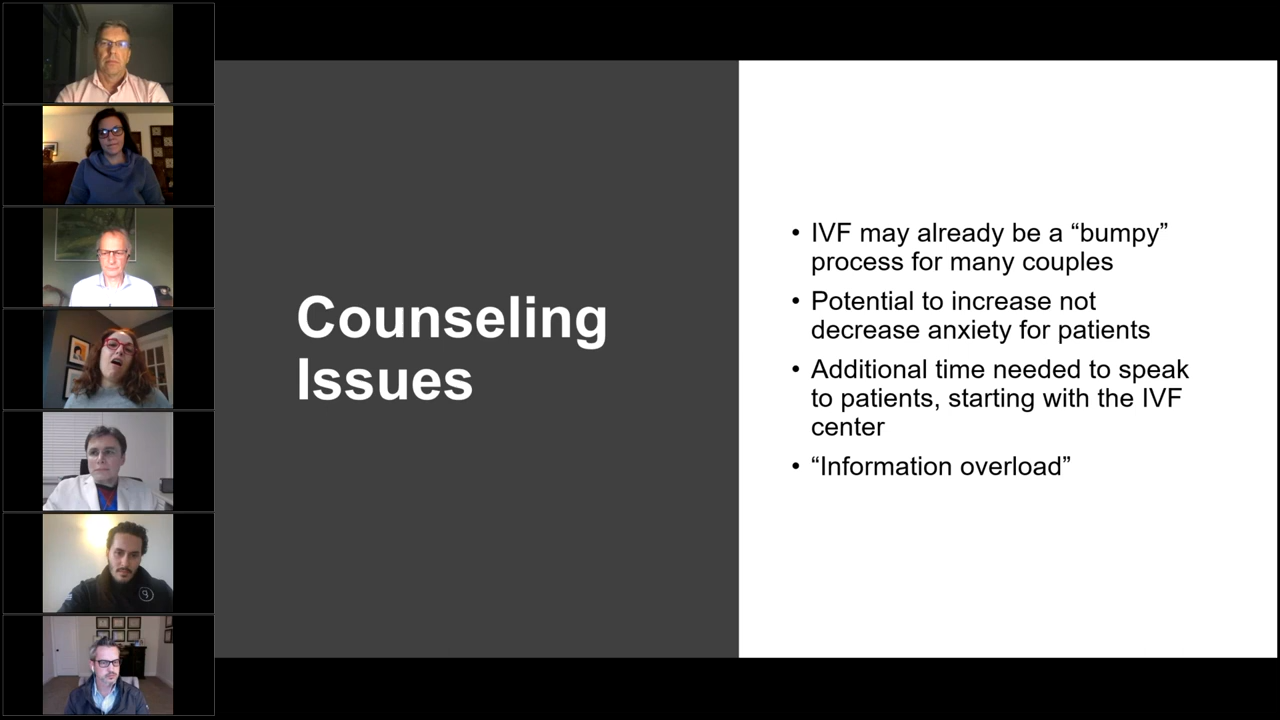 Counseling
Issues
• IVF may already be a “bumpy”
process for many couples
• Potential to increase not
decrease anxiety for patients
• Additional time needed to speak
to patients, starting with the IVF
center
• “Information overload”